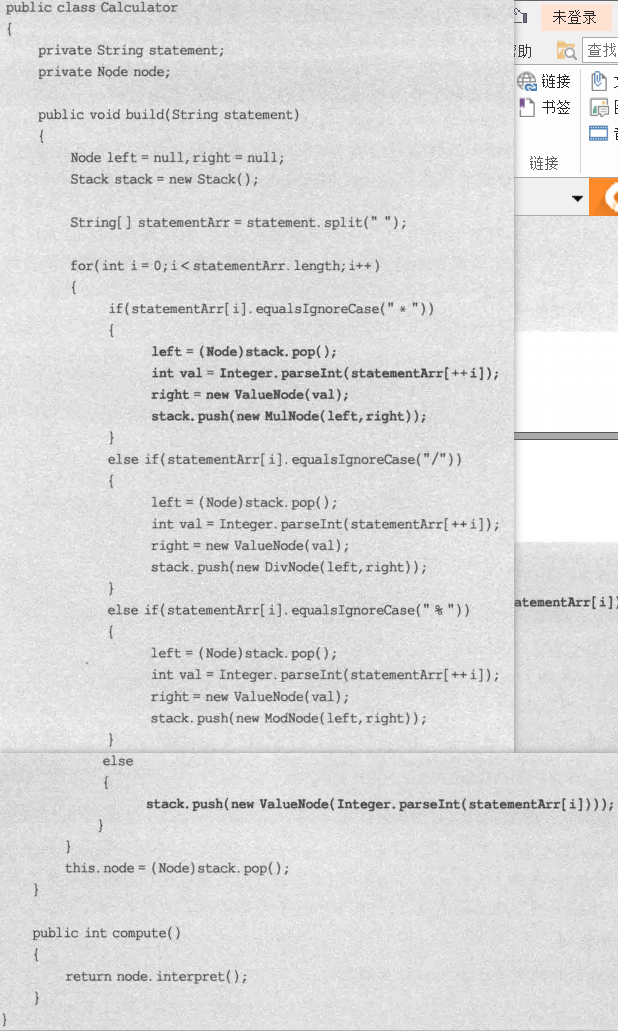 public class Calculator
{
private String statement;
private Node node;
public void build(String statement)
{
Node left = null,right = null;
Stack stack = new Stack();
String[] statementArr = statement.split(" ");
for(int i = 0;i < statementArr.length;i++)
{
if(statementArr[i].equalsIgnoreCase(" * "))
{
left = (Node)stack.pop();
int val = Integer.parseInt(statementArr[++i]);
right = new ValueNode(val);
stack.push(new MulNode(left,right));
}
else if(statementArr[i].equalsIgnoreCase("/"))
{
left = (Node)stack.pop();
int val = Integer.parseInt(statementArr[++i]);
right = new ValueNode(val);
stack.push(new DivNode(left,right));
}
else if(statementArr[i].equalsIgnoreCase(" % "))
{
left = (Node)stack.pop();
int val = Integer.parseInt(statementArr[++i]);
right = new ValueNode(val);
stack.push(new ModNode(left,right));
}
else
{
stack.push(new ValueNode(Integer.parseInt(statementArr[i])));
}
}
this.node = (Node)stack.pop();
}
public int compute()
{
return node.interpret();
}
}
未登录
助
查找
链接
书签
链接
atementArr[i])